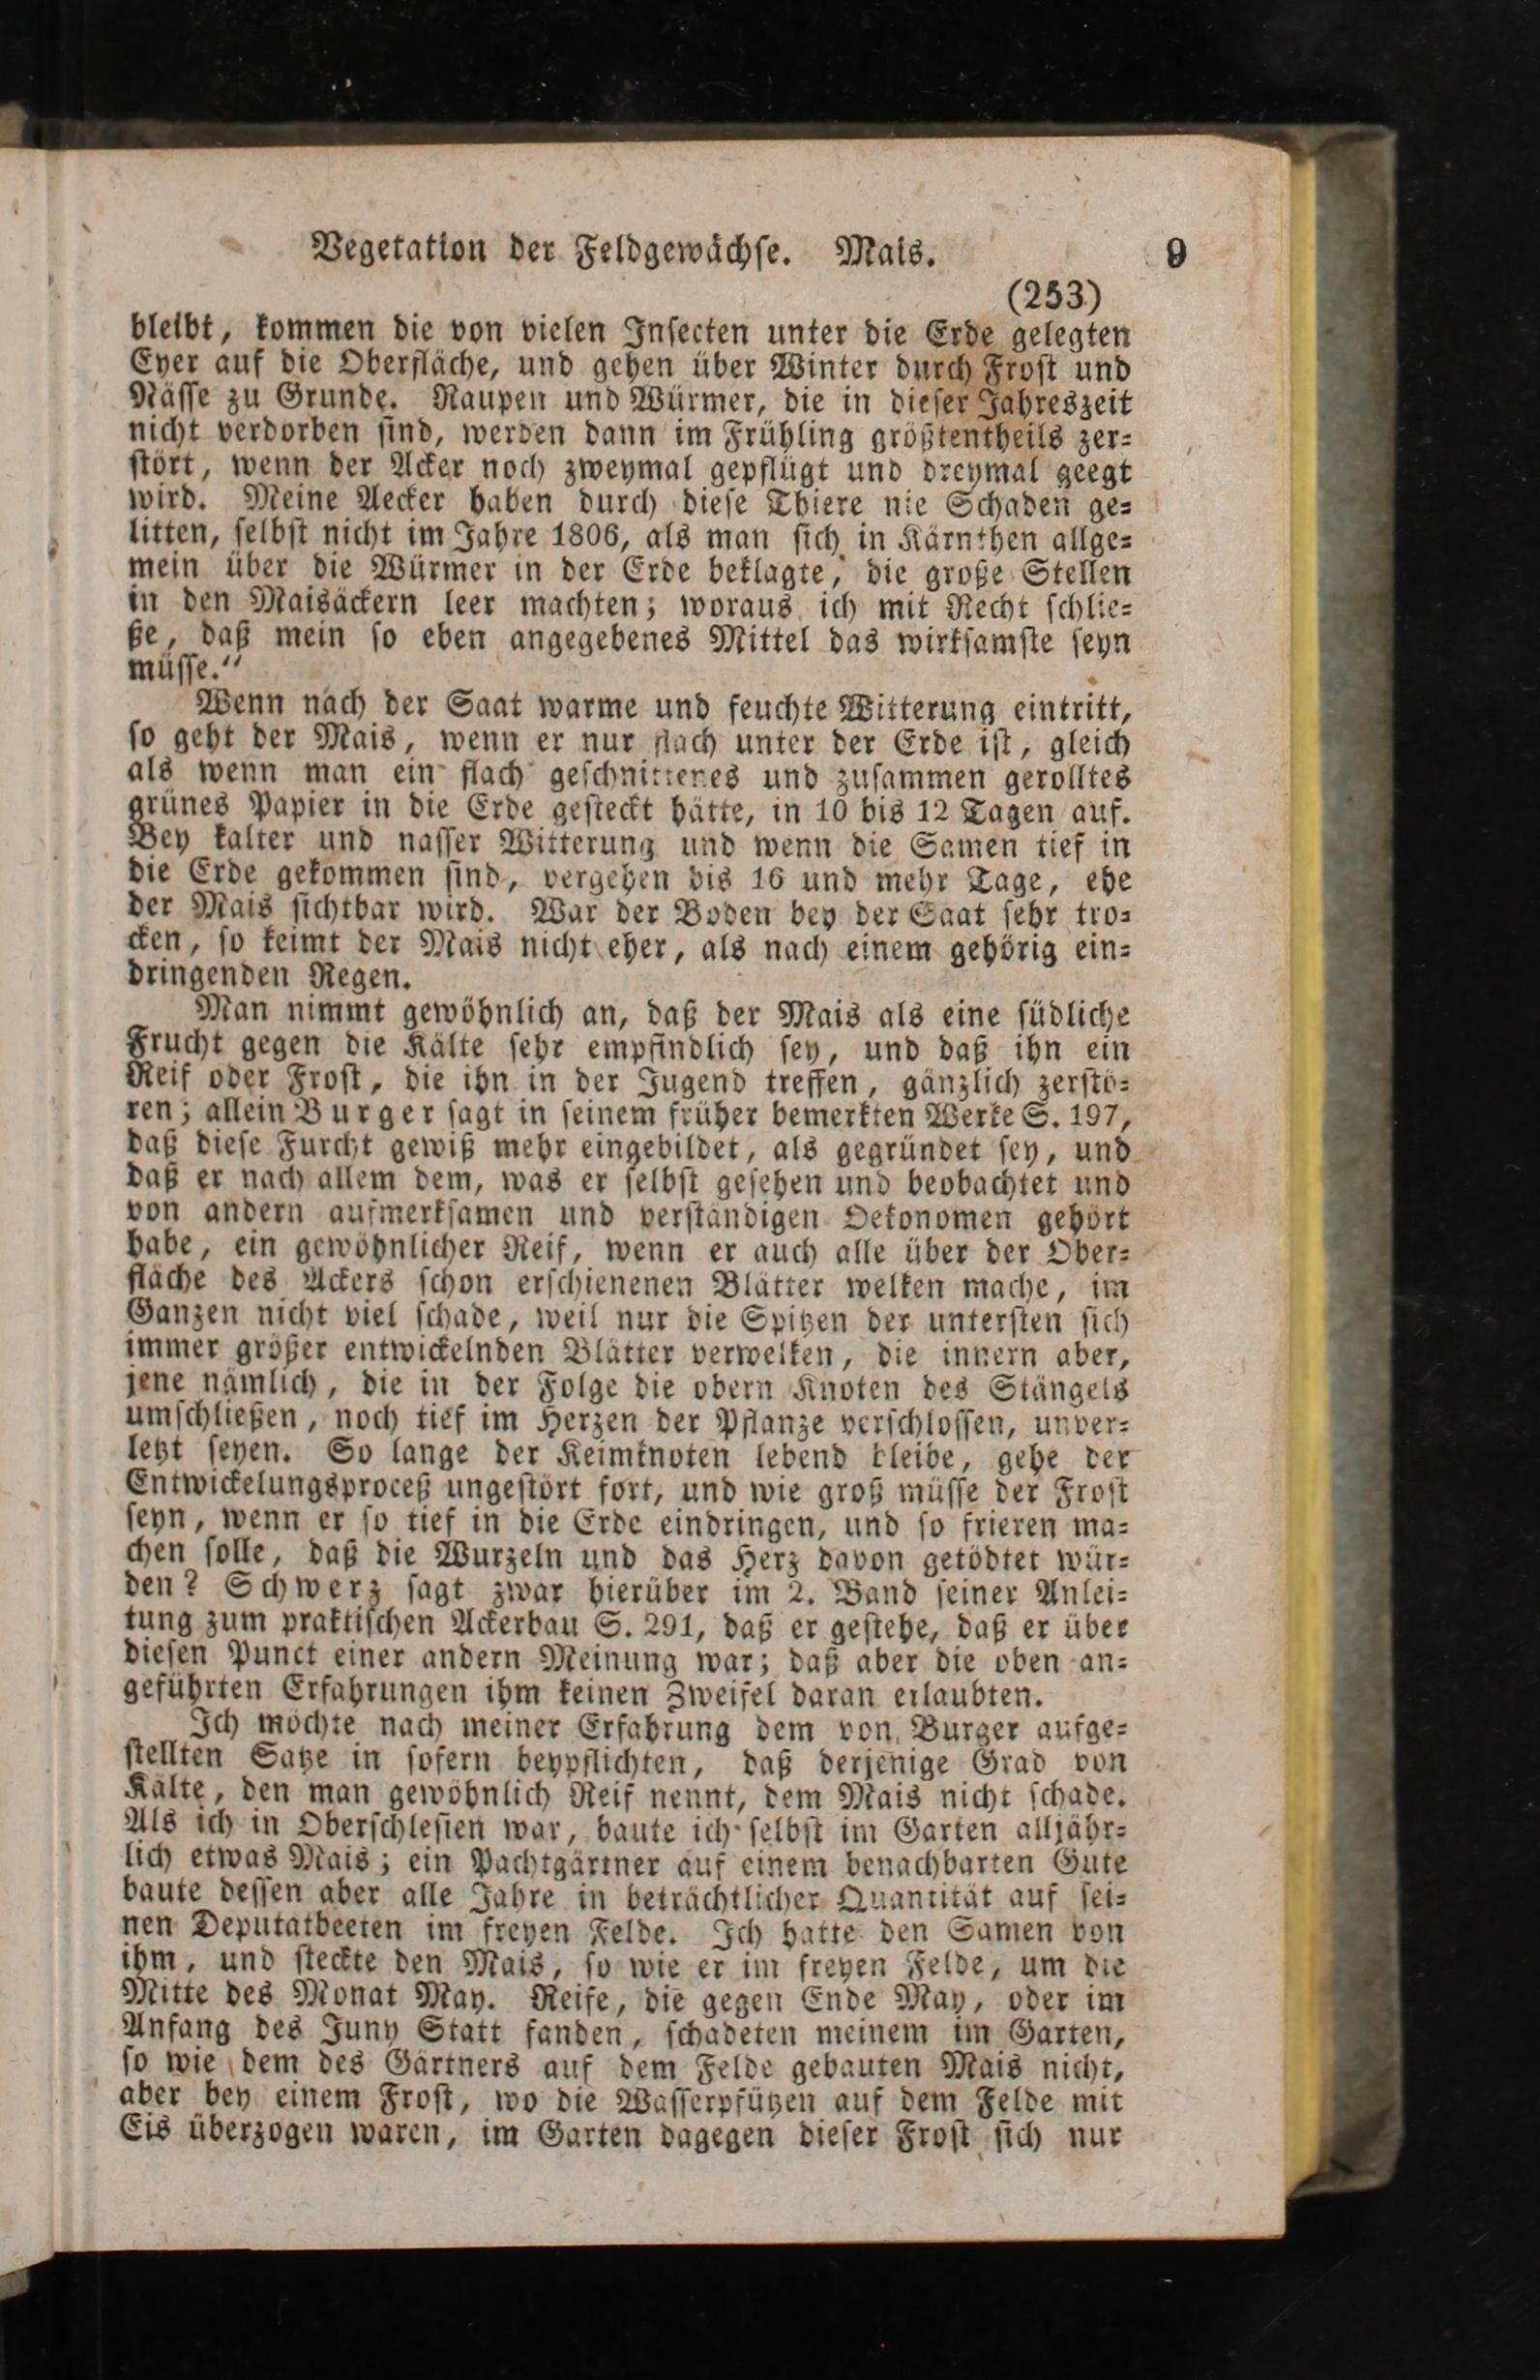 Vegetation der Feldgewächse. Mais. 9
(253)
bleibt, kommen die von vielen Insecten unter die Erde gelegten
Eyer auf die Oberfläche, und gehen über Winter durch Frost und
Nässe zu Grunde. Raupen und Würmer, die in dieser Jahreszeit
nicht verdorben sind, werden dann im Frühling größtentheils zer-
stört, wenn der Acker noch zweymal gepflügt und dreymal geegt
wird. Meine Aecker haben durch diese Thiere nie Schaden ge-
litten, selbst nicht im Jahre 1806, als man sich in Kärnthen allge-
mein über die Würmer in der Erde beklagte, die große Stellen
in den Maisäckern leer machten; woraus ich mit Recht schlie-
ße, daß mein so eben angegebenes Mittel das wirksamste seyn
müsse.“
Wenn nach der Saat warme und feuchte Witterung eintritt,
so geht der Mais, wenn er nur flach unter der Erde ist, gleich
als wenn man ein flach geschnittenes und zusammen gerolltes
grünes Papier in die Erde gesteckt hätte, in 10 bis 12 Tagen auf.
Bey kalter und nasser Witterung und wenn die Samen tief in
die Erde gekommen sind, vergehen bis 16 und mehr Tage, ehe
der Mais sichtbar wird. War der Boden bey der Saat sehr tro-
cken, so keimt der Mais nicht eher, als nach einem gehörig ein-
dringenden Regen.
Man nimmt gewöhnlich an, daß der Mais als eine südliche
Frucht gegen die Kälte sehr empfindlich sey, und daß ihn ein
Reif oder Frost, die ihn in der Jugend treffen, gänzlich zerstö-
ren; allein Burger sagt in seinem früher bemerkten Werke S. 197,
daß diese Furcht gewiß mehr eingebildet, als gegründet sey, und
daß er nach allem dem, was er selbst gesehen und beobachtet und
von andern aufmerksamen und verständigen Oekonomen gehört
habe, ein gewöhnlicher Reif, wenn er auch alle über der Ober-
fläche des Ackers schon erschienenen Blätter welken mache, im
Ganzen nicht viel schade, weil nur die Spitzen der untersten sich
immer größer entwickelnden Blätter verwelken, die innern aber,
jene nämlich, die in der Folge die obern Knoten des Stängels
umschließen, noch tief im Herzen der Pflanze verschlossen, unver-
letzt seyen. So lange der Keimknoten lebend bleibe, gehe der
Entwickelungsproceß ungestört fort, und wie groß müsse der Frost
seyn, wenn er so tief in die Erde eindringen, und so frieren ma-
chen solle, daß die Wurzeln und das Herz davon getödtet wür-
den? Schwerz sagt zwar hierüber im 2. Band seiner Anlei-
tung zum praktischen Ackerbau S. 291, daß er gestehe, daß er über
diesen Punct einer andern Meinung war; daß aber die oben an-
geführten Erfahrungen ihm keinen Zweifel daran erlaubten.
Ich möchte nach meiner Erfahrung dem von Burger aufge-
stellten Satze in sofern beypflichten, daß derjenige Grad von
Kälte, den man gewöhnlich Reif nennt, dem Mais nicht schade.
Als ich in Oberschlesien war, baute ich selbst im Garten alljähr-
lich etwas Mais; ein Pachtgärtner auf einem benachbarten Gute
baute dessen aber alle Jahre in beträchtlicher Quantität auf sei-
nen Deputatbeeten im freyen Felde. Ich hatte den Samen von
ihm, und steckte den Mais, so wie er im freyen Felde, um die
Mitte des Monat May. Reife, die gegen Ende May, oder im
Anfang des Juny Statt fanden, schadeten meinem im Garten,
so wie dem des Gärtners auf dem Felde gebauten Mais nicht,
aber bey einem Frost, wo die Wasserpfützen auf dem Felde mit
Eis überzogen waren, im Garten dagegen dieser Frost sich nur